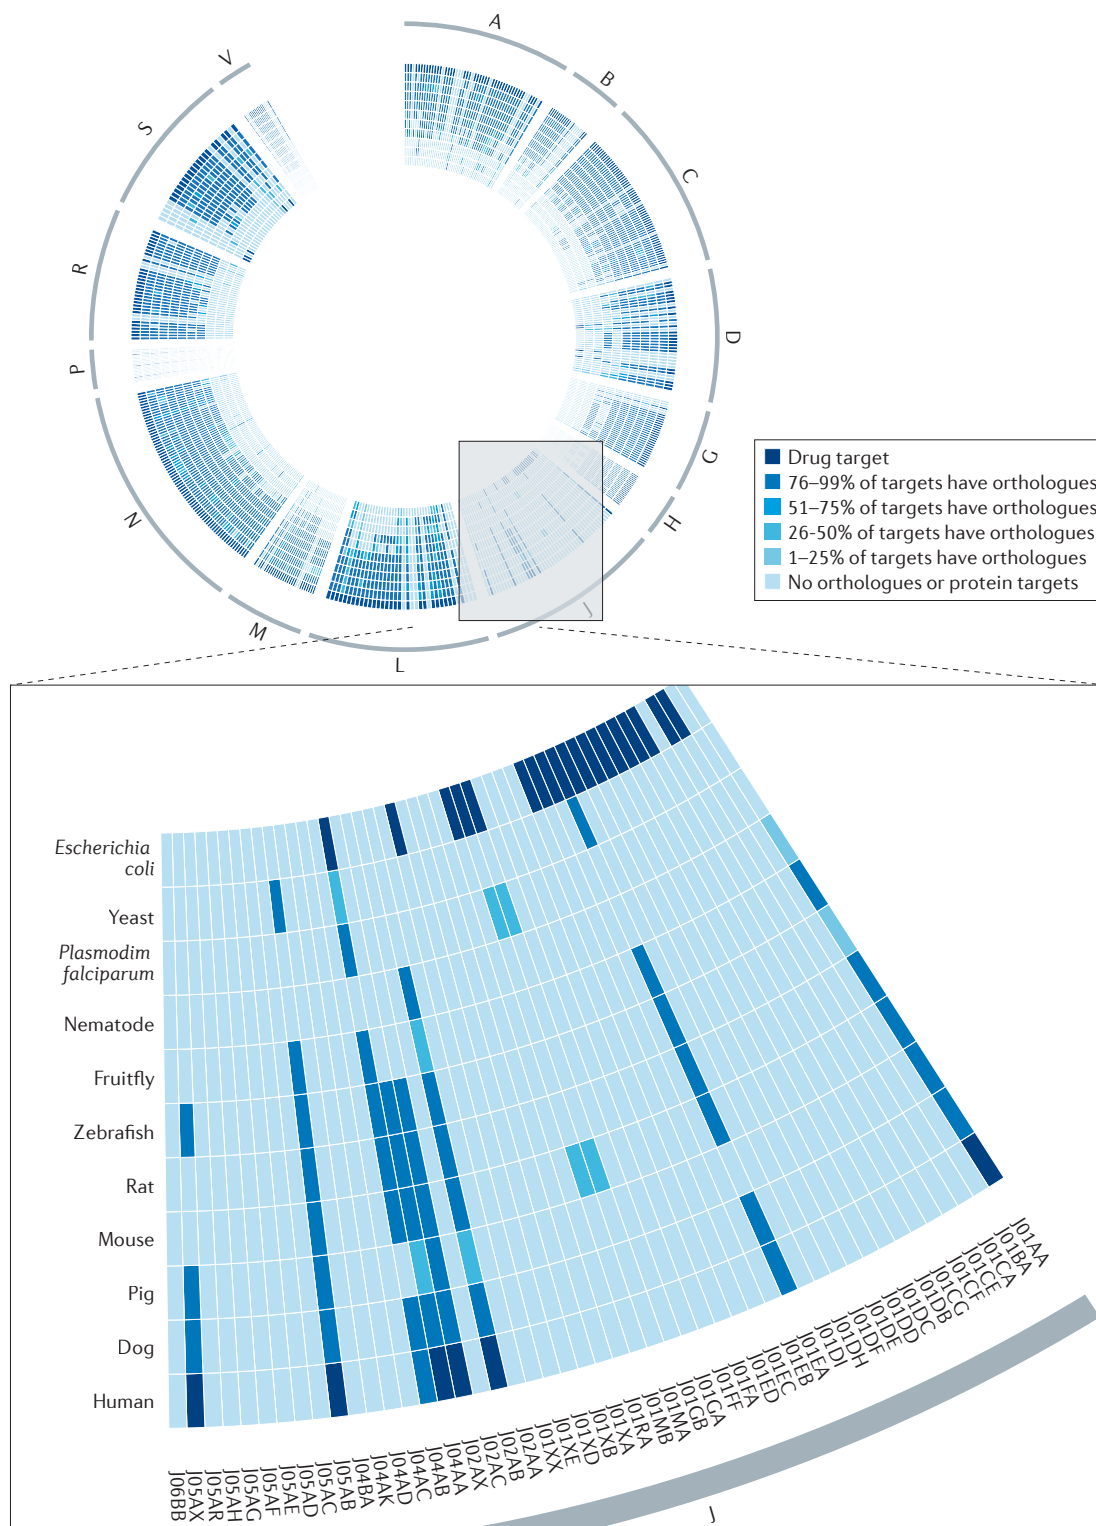 A
B
C
D
G
H
J
L
M
N
P
R
S
V
Drug target
76–99% of targets have orthologues
51–75% of targets have orthologues
26-50% of targets have orthologues
1–25% of targets have orthologues
No orthologues or protein targets
Escherichia
coli
Yeast
Plasmodim
falciparum
Nematode
Fruitfly
Zebrafish
Rat
Mouse
Pig
Dog
Human
J06BB
J05AX
J05AR
J05AH
J05AG
J05AF
J05AE
J05AD
J05AC
J05AB
J04BA
J04AK
J04AD
J04AC
J04AB
J04AA
J02AX
J02AC
J02AB
J02AA
J01XX
J01XE
J01XD
J01XB
J01XA
J01RA
J01MB
J01MA
J01GB
J01GA
J01FF
J01FA
J01ED
J01EC
J01EB
J01EA
J01DI
J01DH
J01DF
J01DE
J01DD
J01DC
J01DB
J01CG
J01CF
J01CE
J01CA
J01BA
J01AA
J